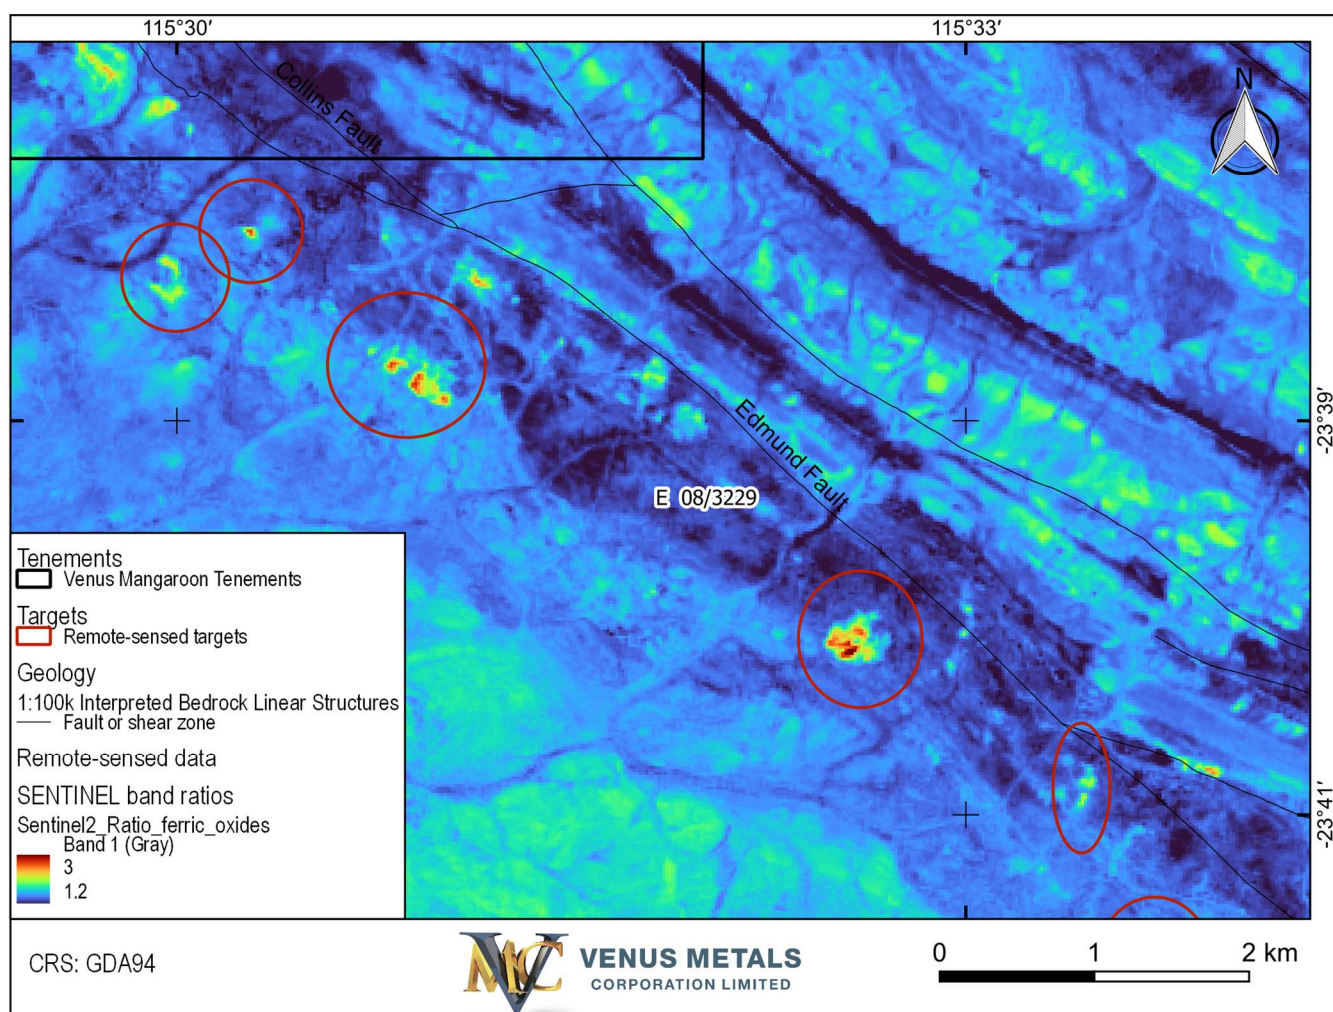 115°30′
115°33′
N
Collins Fault
-23°39′
Edmund Fault
E 08/3229
Tenements
Venus Mangaroon Tenements
Targets
Remote-sensed targets
Geology
1:100k Interpreted Bedrock Linear Structures
Fault or shear zone
Remote-sensed data
SENTINEL band ratios
Sentinel2_Ratio_ferric_oxides
Band 1 (Gray)
3
1.2
-23°41′
CRS: GDA94
VMC
VENUS METALS
CORPORATION LIMITED
0 1 2 km